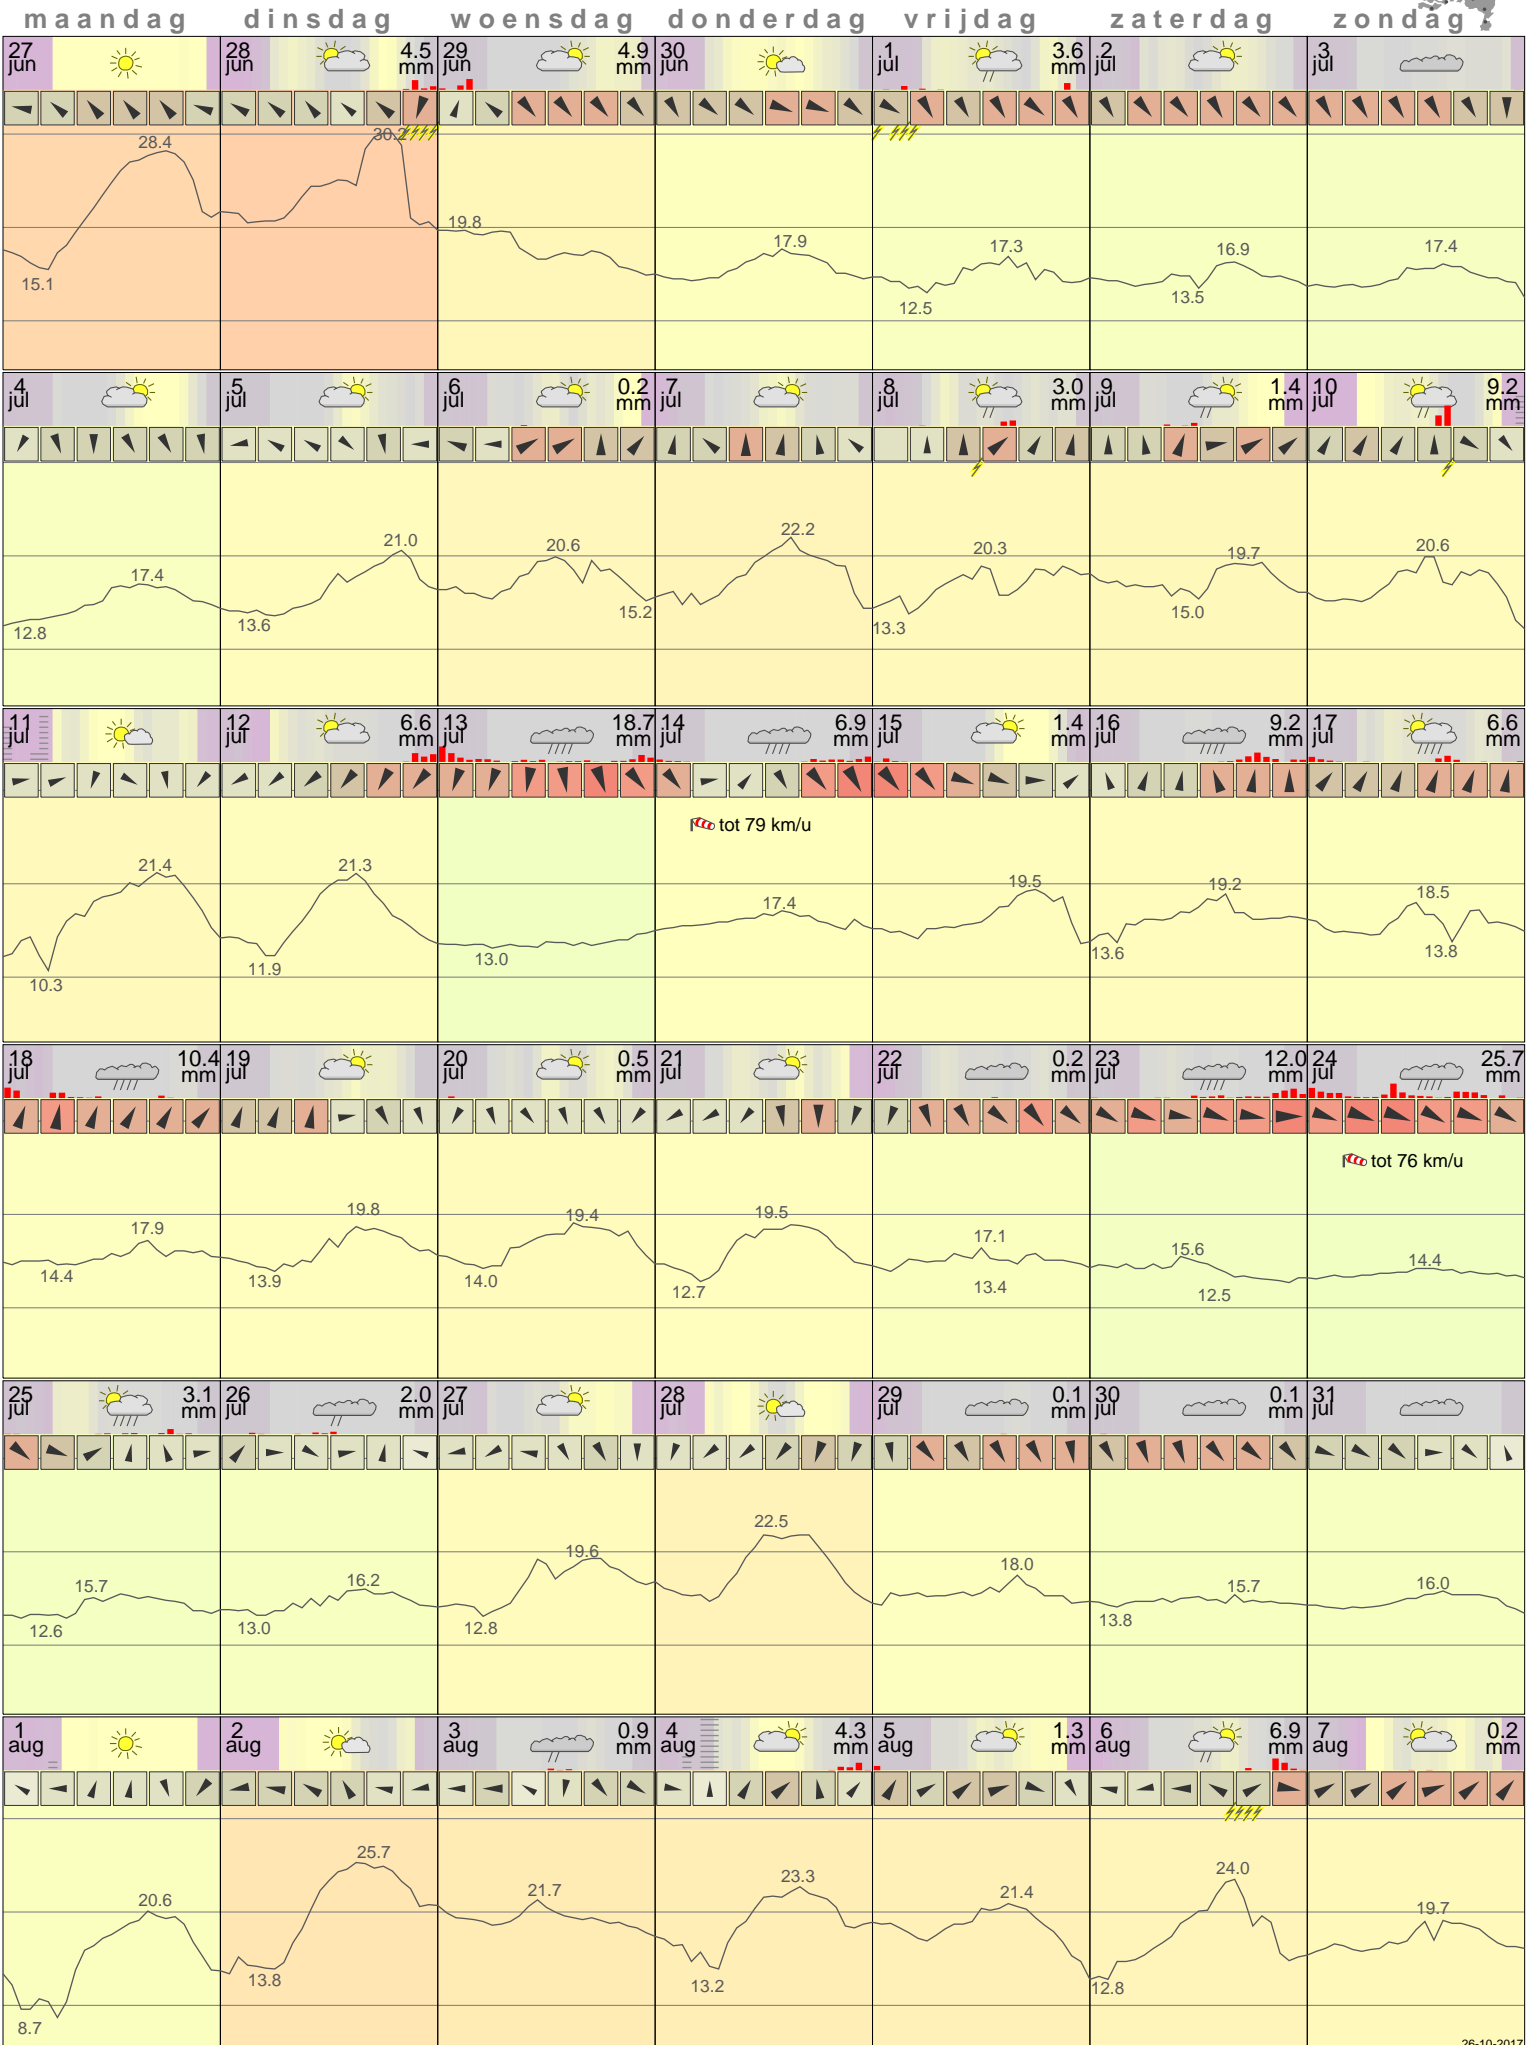 maandag dinsdag woensdag donderdag vrijdag zaterdag zondag
27 28 4.5 29 4.9 30 1 3.6 2 3
jun jun mm jun mm jun jul mm jul jul
28.4 30.2
19.8 17.9 17.3 16.9 17.4
15.1 12.5 13.5
4 5 6 0.2 7 8 3.0 9 1.4 10 9.2
jul jul jul mm jul jul mm jul mm jul mm
17.4 21.0 20.6 22.2 20.3 19.7 20.6
12.8 13.6 15.2 13.3 15.0
11 12 6.6 13 18.7 14 6.9 15 1.4 16 9.2 17 6.6
jul jul mm jul mm jul mm jul mm jul mm jul mm
tot 79 km/u
21.4 21.3 17.4 19.5 19.2 18.5
10.3 11.9 13.0 13.6 13.8
18 10.4 19 20 0.5 21 22 0.2 23 12.0 24 25.7
jul mm jul jul mm jul jul mm jul mm jul mm
tot 76 km/u
17.9 19.8 19.4 19.5 17.1 15.6 14.4
14.4 13.9 14.0 12.7 13.4 12.5
25 3.1 26 2.0 27 28 29 0.1 30 0.1 31
jul mm jul mm jul jul jul mm jul mm jul
15.7 16.2 19.6 22.5 18.0 15.7 16.0
12.6 13.0 12.8 13.8
1 2 3 0.9 4 4.3 5 1.3 6 6.9 7 0.2
aug aug aug mm aug mm aug mm aug mm aug mm
20.6 25.7 21.7 23.3 21.4 24.0 19.7
8.7 13.8 13.2 12.8
26-10-2017